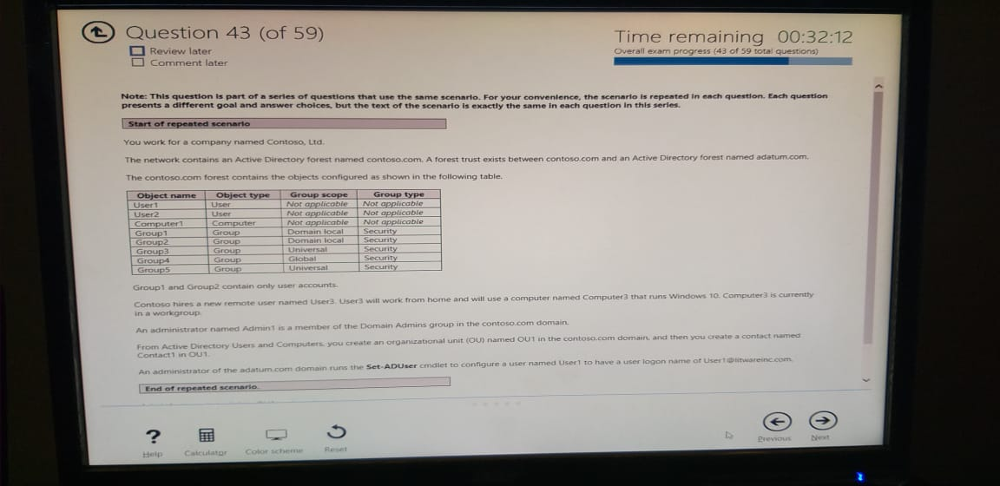 Question 43 (of 59)
Review later
Comment later
Time remaining 00:32:12
Overall exam progress (43 of 59 total questions)
Note: This question is part of a series of questions that use the same scenario. For your convenience, the scenario is repeated in each question. Each question
presents a different goal and answer choices, but the text of the scenario is exactly the same in each question in this series.
Start of repeated scenario
You work for a company named Contoso, Ltd.
The network contains an Active Directory forest named contoso.com. A forest trust exists between contoso.com and an Active Directory forest named adatum.com.
The contoso.com forest contains the objects configured as shown in the following table.
Object name Object type Group scope Group type
User1 User Not applicable Not applicable
User2 User Not applicable Not applicable
Computer1 Computer Not applicable Not applicable
Group1 Group Domain local Security
Group2 Group Domain local Security
Group3 Group Universal Security
Group4 Group Global Security
Group5 Group Universal Security
Group1 and Group2 contain only user accounts.
Contoso hires a new remote user named User3. User3 will work from home and will use a computer named Computer3 that runs Windows 10. Computer3 is currently
in a workgroup.
An administrator named Admin1 is a member of the Domain Admins group in the contoso.com domain.
From Active Directory Users and Computers, you create an organizational unit (OU) named OU1 in the contoso.com domain, and then you create a contact named
Contact1 in OU1.
An administrator of the adatum.com domain runs the Set-ADUser cmdlet to configure a user named User1 to have a user logon name of User1@litwareinc.com.
End of repeated scenario.
Help
Calculator
Color scheme
Reset
Previous
Next